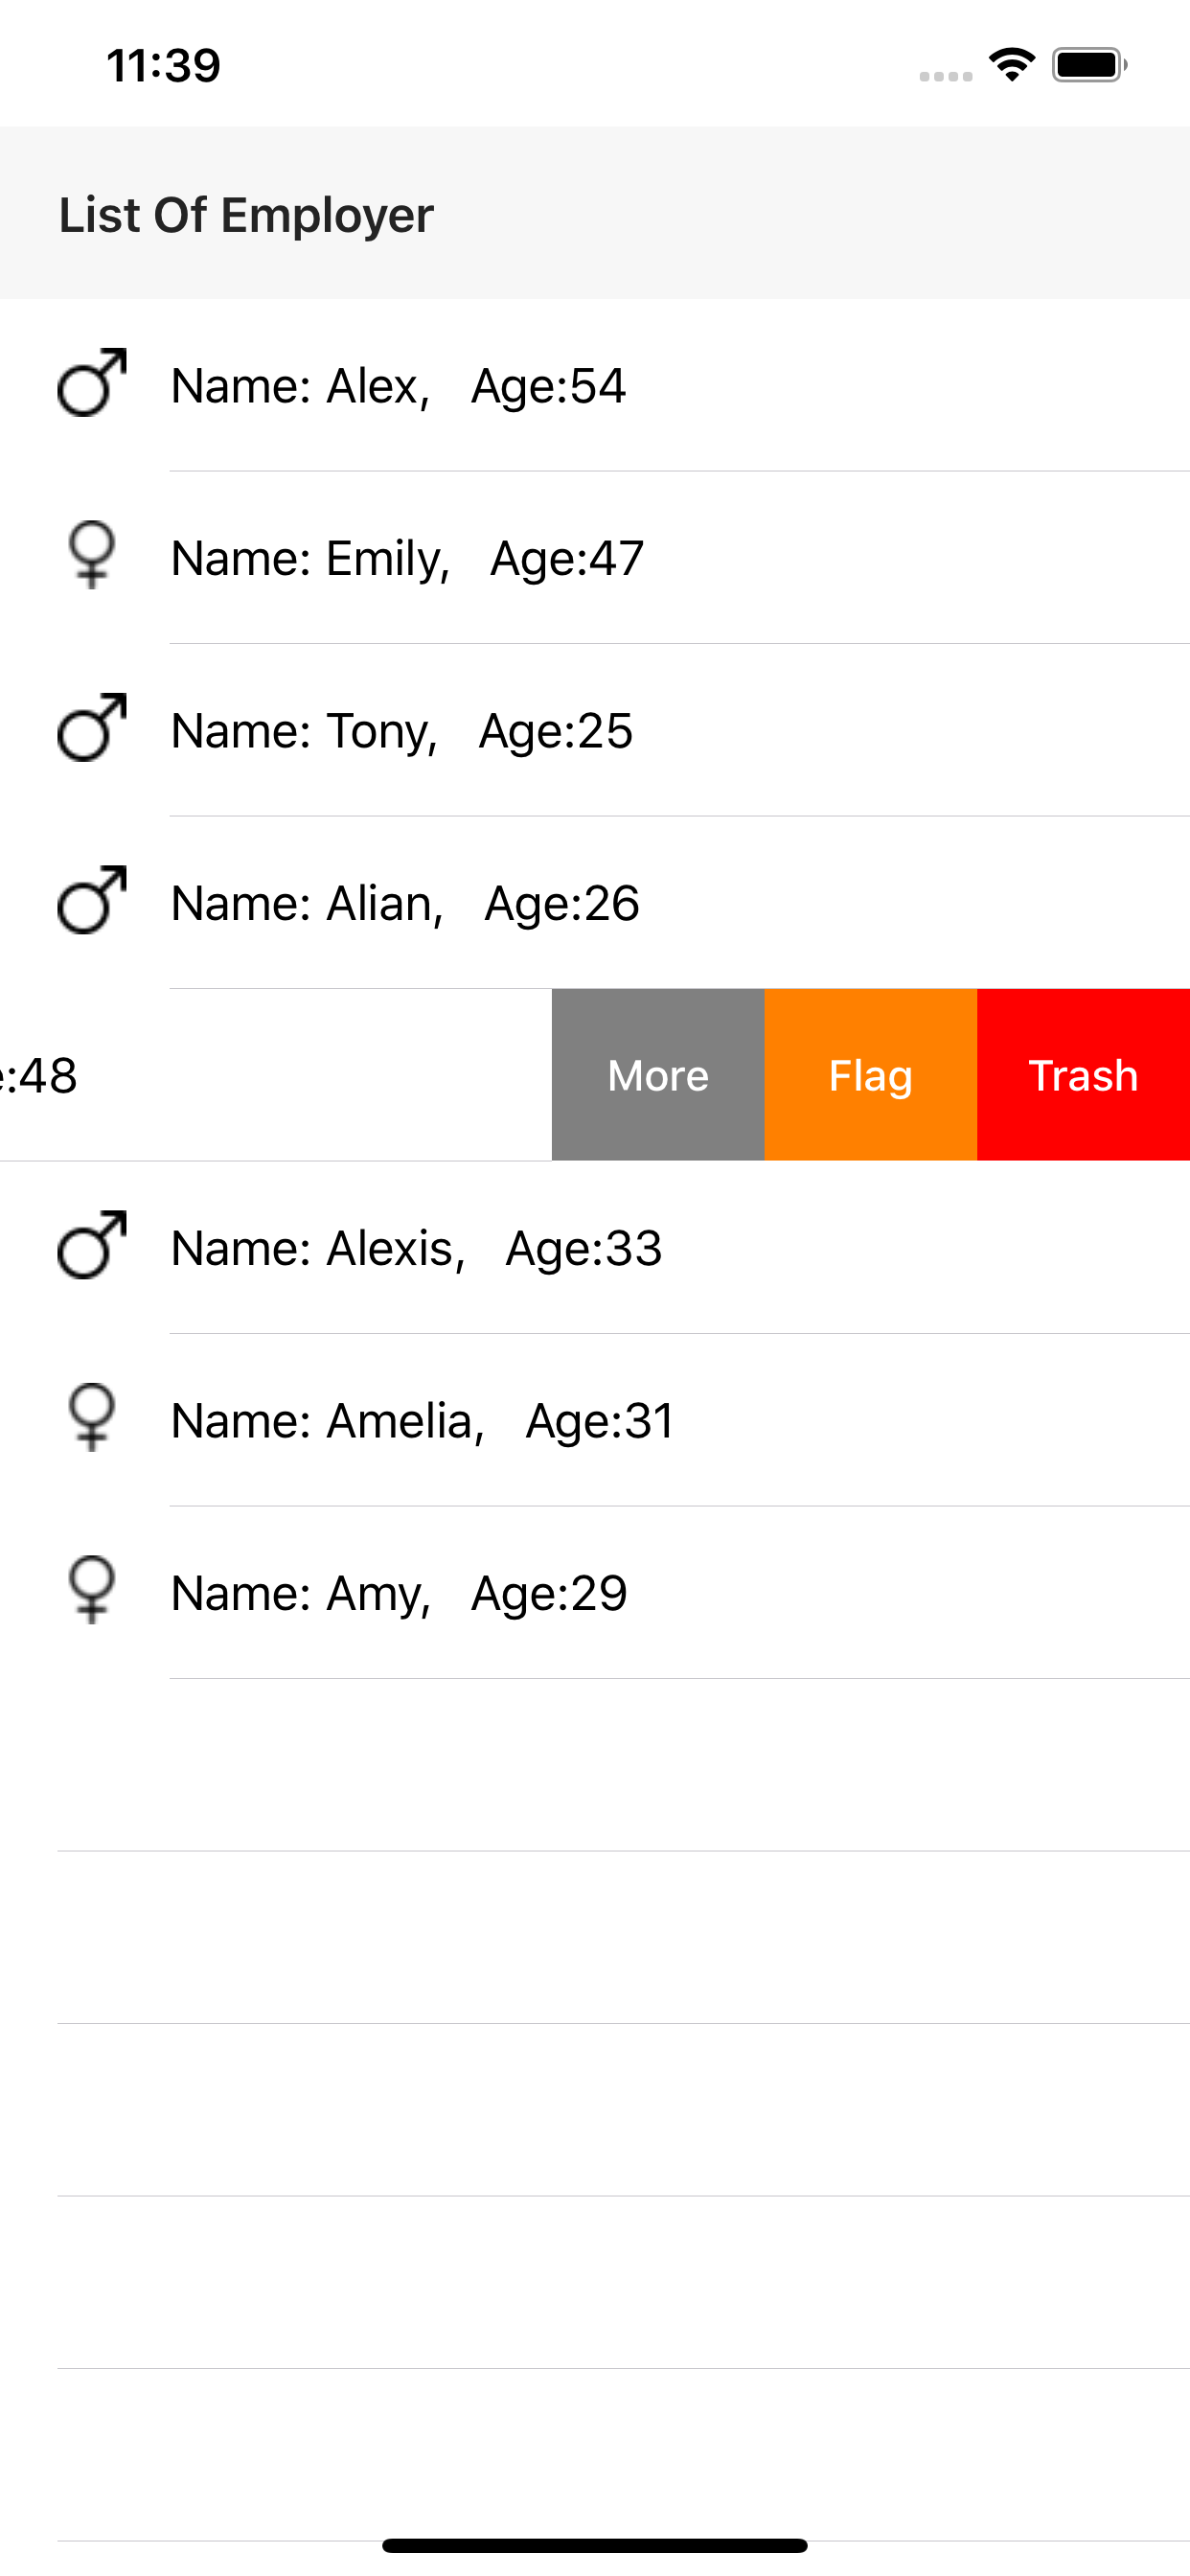 11:39
List Of Employer
Name: Alex, Age:54
Name: Emily, Age:47
Name: Tony, Age:25
Name: Alian, Age:26
e:48 More Flag Trash
Name: Alexis, Age:33
Name: Amelia, Age:31
Name: Amy, Age:29